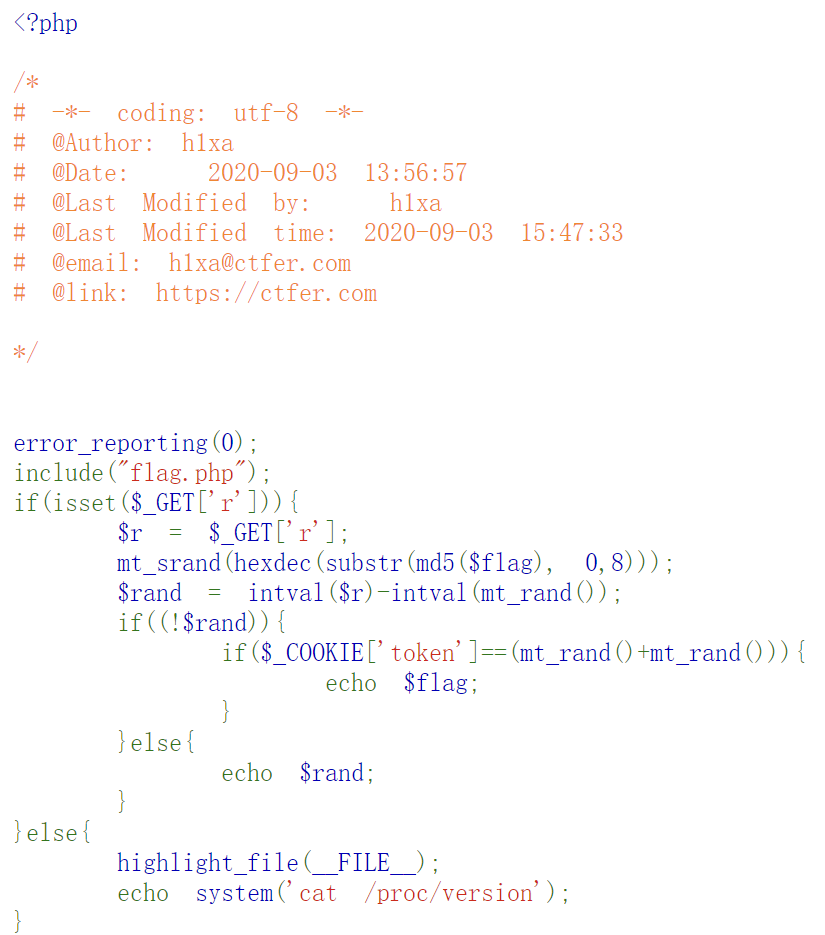 <?php
/*
# -*- coding: utf-8 -*-
# @Author: h1xa
# @Date:   2020-09-03 13:56:57
# @Last Modified by:   h1xa
# @Last Modified time: 2020-09-03 15:47:33
# @email: h1xa@ctfer.com
# @link: https://ctfer.com
*/
error_reporting(0);
include("flag.php");
if(isset($_GET['r'])){
    $r = $_GET['r'];
    mt_srand(hexdec(substr(md5($flag), 0,8)));
    $rand = intval($r)-intval(mt_rand());
    if((!$rand)){
        if($_COOKIE['token']==(mt_rand()+mt_rand())){
            echo $flag;
        }
    }else{
        echo $rand;
    }
}else{
    highlight_file(__FILE__);
    echo system('cat /proc/version');
}